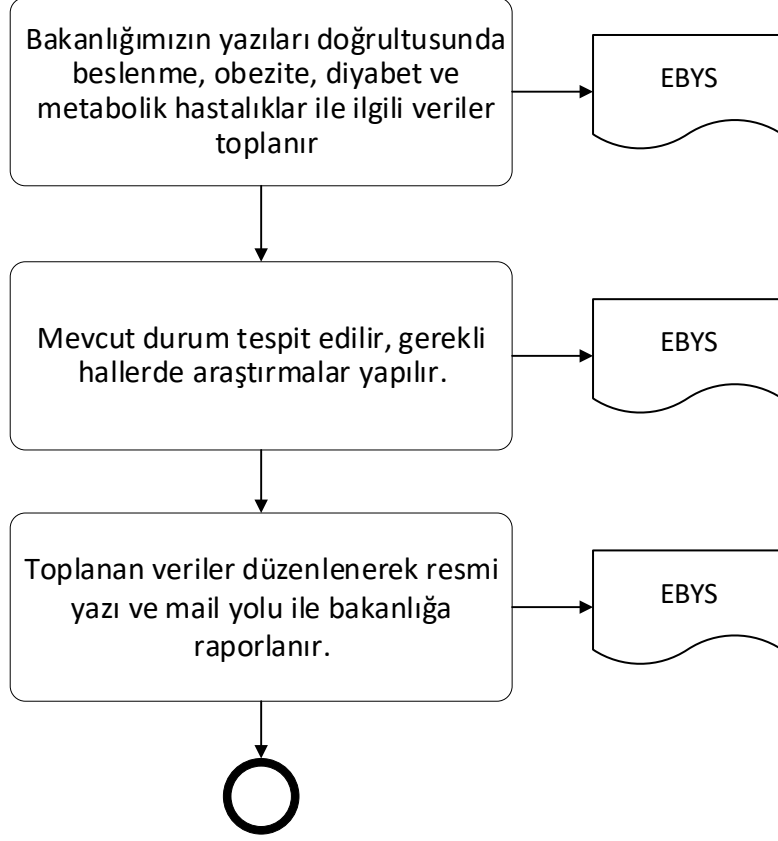 Bakanlığımızın yazıları doğrultusunda
beslenme, obezite, diyabet ve
metabolik hastalıklar ile ilgili veriler
toplanır
EBYS
Mevcut durum tespit edilir, gerekli
hallerde araştırmalar yapılır.
EBYS
Toplanan veriler düzenlenerek resmi
yazı ve mail yolu ile bakanlığa
raporlanır.
EBYS